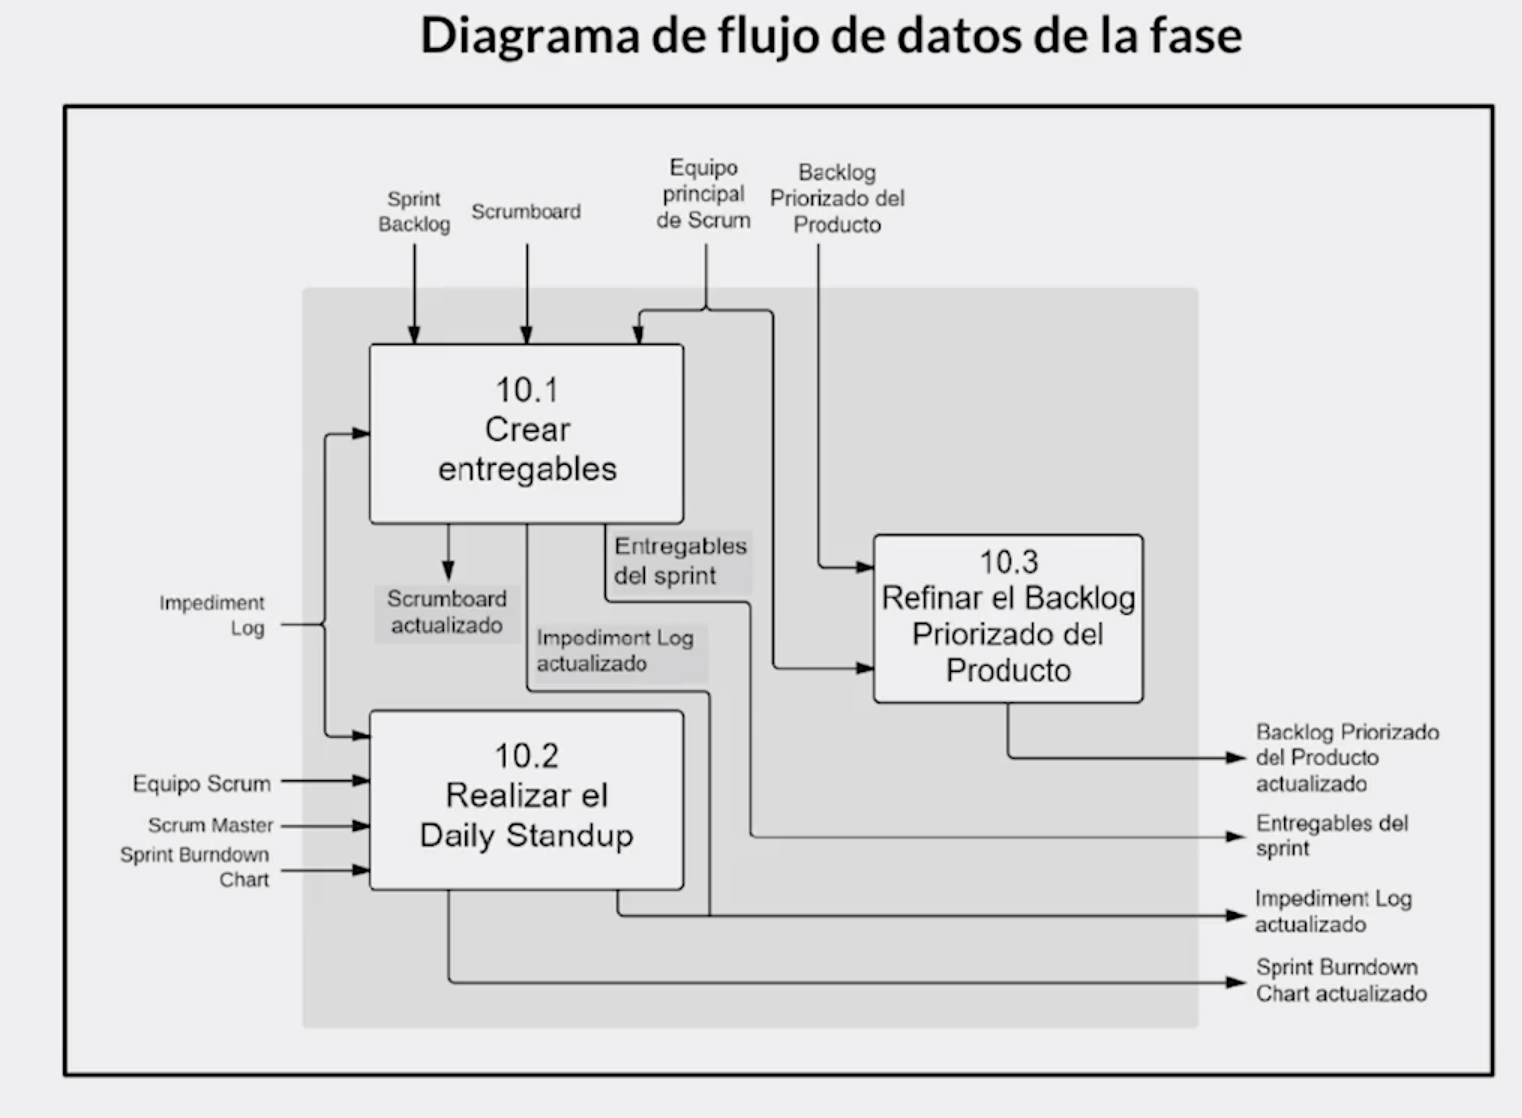 Diagrama de flujo de datos de la fase
Sprint
Backlog
Scrumboard
Equipo
principal
de Scrum
Backlog
Priorizado del
Producto
10.1
Crear
entregables
Entregables
del sprint
Scrumboard
actualizado
Impediment Log
actualizado
Impediment
Log
10.3
Refinar el Backlog
Priorizado del
Producto
10.2
Realizar el
Daily Standup
Equipo Scrum
Scrum Master
Sprint Burndown
Chart
Backlog Priorizado
del Producto
actualizado
Entregables del
sprint
Impediment Log
actualizado
Sprint Burndown
Chart actualizado